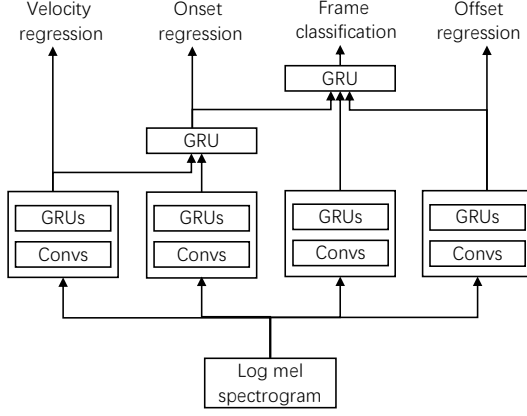 Velocity
regression
Onset
regression
Frame
classification
Offset
regression
GRU
GRU
GRUs
Convs
GRUs
Convs
GRUs
Convs
GRUs
Convs
Log mel
spectrogram